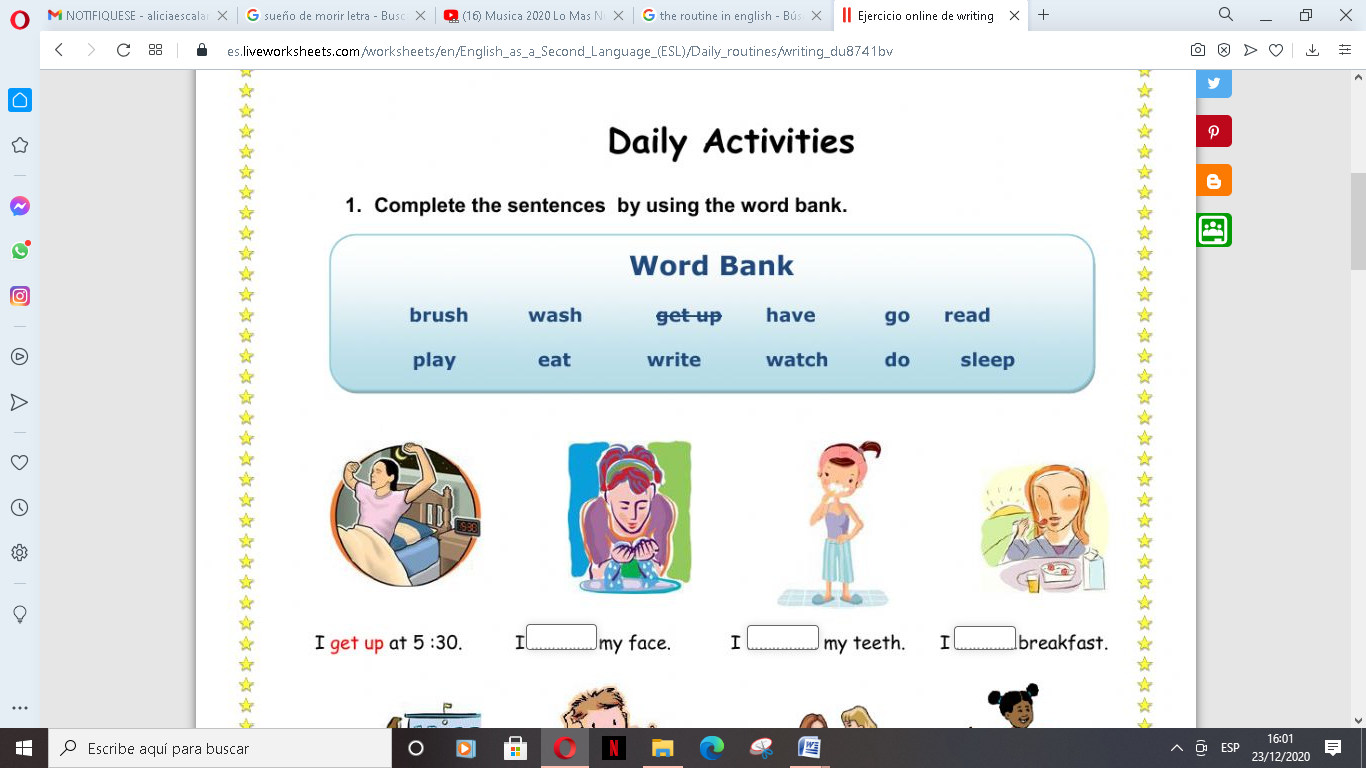 NOTIFIQUESE - aliciaescalar
sueño de morir letra - Busc
(16) Musica 2020 Lo Mas N
the routine in english - Bús
Ejercicio online de writing
es.liveworksheets.com/worksheets/en/English_as_a_Second_Language_(ESL)/Daily_routines/writing_du8741bv
Daily Activities
1. Complete the sentences by using the word bank.
Word Bank
brush wash get up have go read
play eat write watch do sleep
5:30
I get up at 5 :30. I my face. I my teeth. I breakfast.
Escribe aquí para buscar
ESP
16:01
23/12/2020